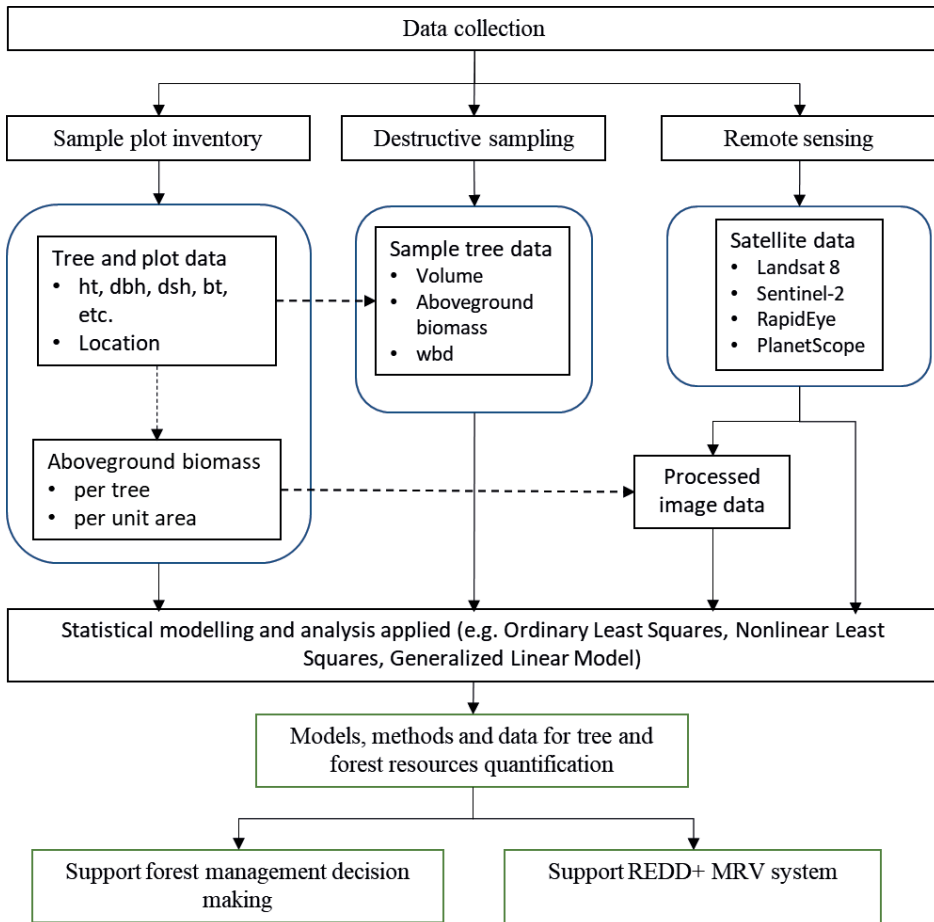 Data collection
Sample plot inventory
Destructive sampling
Remote sensing
Tree and plot data
• ht, dbh, dsh, bt,
etc.
• Location
Sample tree data
• Volume
• Aboveground
biomass
• wbd
Satellite data
• Landsat 8
• Sentinel-2
• RapidEye
• PlanetScope
Aboveground biomass
• per tree
• per unit area
Processed
image data
Statistical modelling and analysis applied (e.g. Ordinary Least Squares, Nonlinear Least
Squares, Generalized Linear Model)
Models, methods and data for tree and
forest resources quantification
Support forest management decision
making
Support REDD+ MRV system